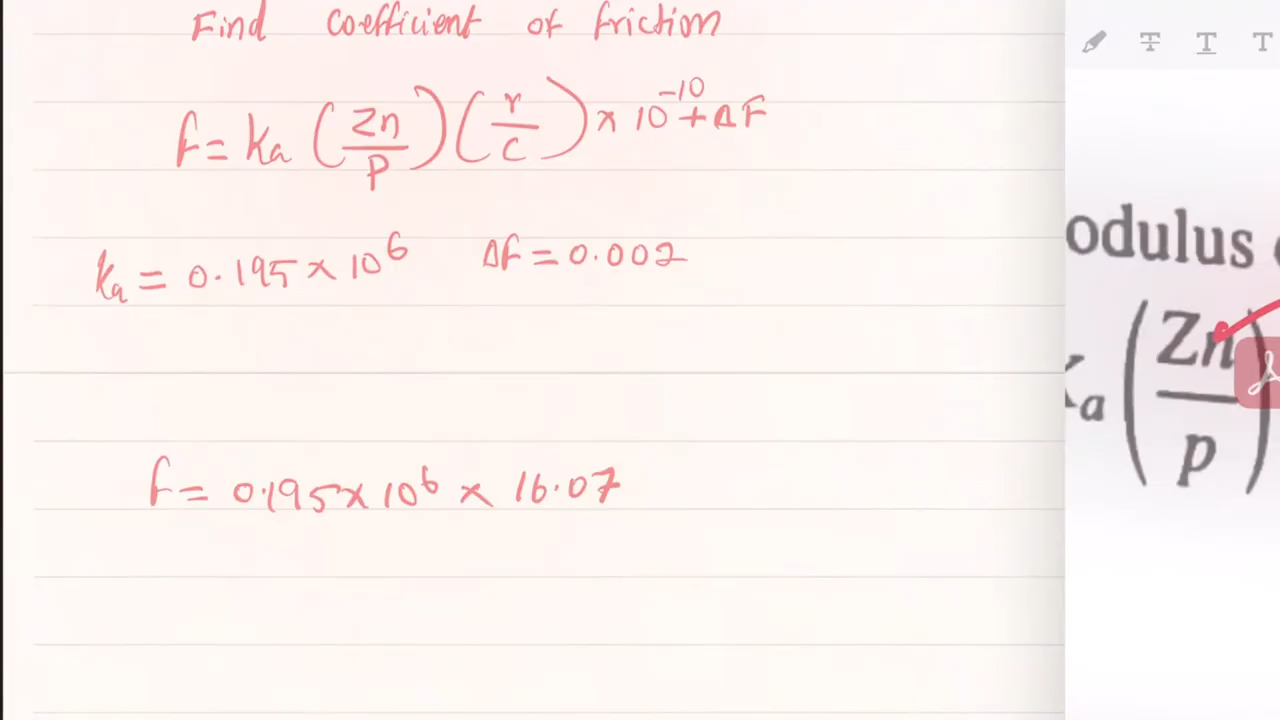 Find coefficient of friction
f = Ka (Zn/P) (r/c) × 10^-10 + ΔF
Ka = 0.195 × 10^6 Δf = 0.002
f = 0.195 × 10^6 × 16.07
T T T
odulus
a (Zn/p)